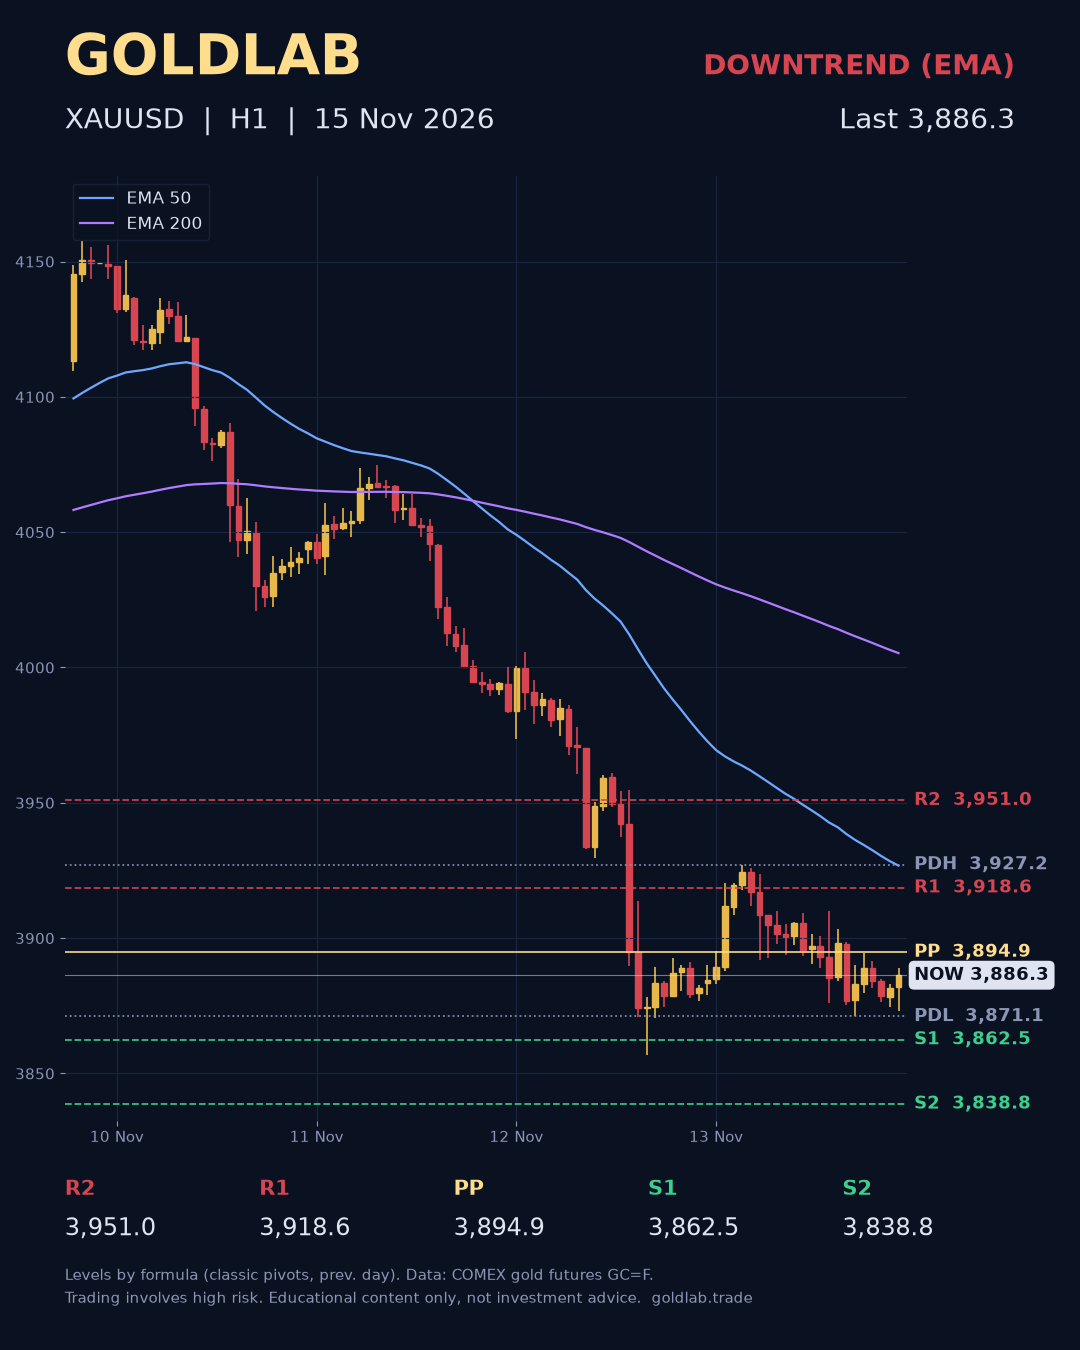 GOLDLAB
DOWNTREND (EMA)
XAUUSD | H1 | 15 Nov 2026
Last 3,886.3
EMA 50
EMA 200
4150
4100
4050
4000
3950
3900
3850
R2 3,951.0
PDH 3,927.2
R1 3,918.6
PP 3,894.9
NOW 3,886.3
PDL 3,871.1
S1 3,862.5
S2 3,838.8
10 Nov
11 Nov
12 Nov
13 Nov
R2 R1 PP S1 S2
3,951.0 3,918.6 3,894.9 3,862.5 3,838.8
Levels by formula (classic pivots, prev. day). Data: COMEX gold futures GC=F.
Trading involves high risk. Educational content only, not investment advice. goldlab.trade